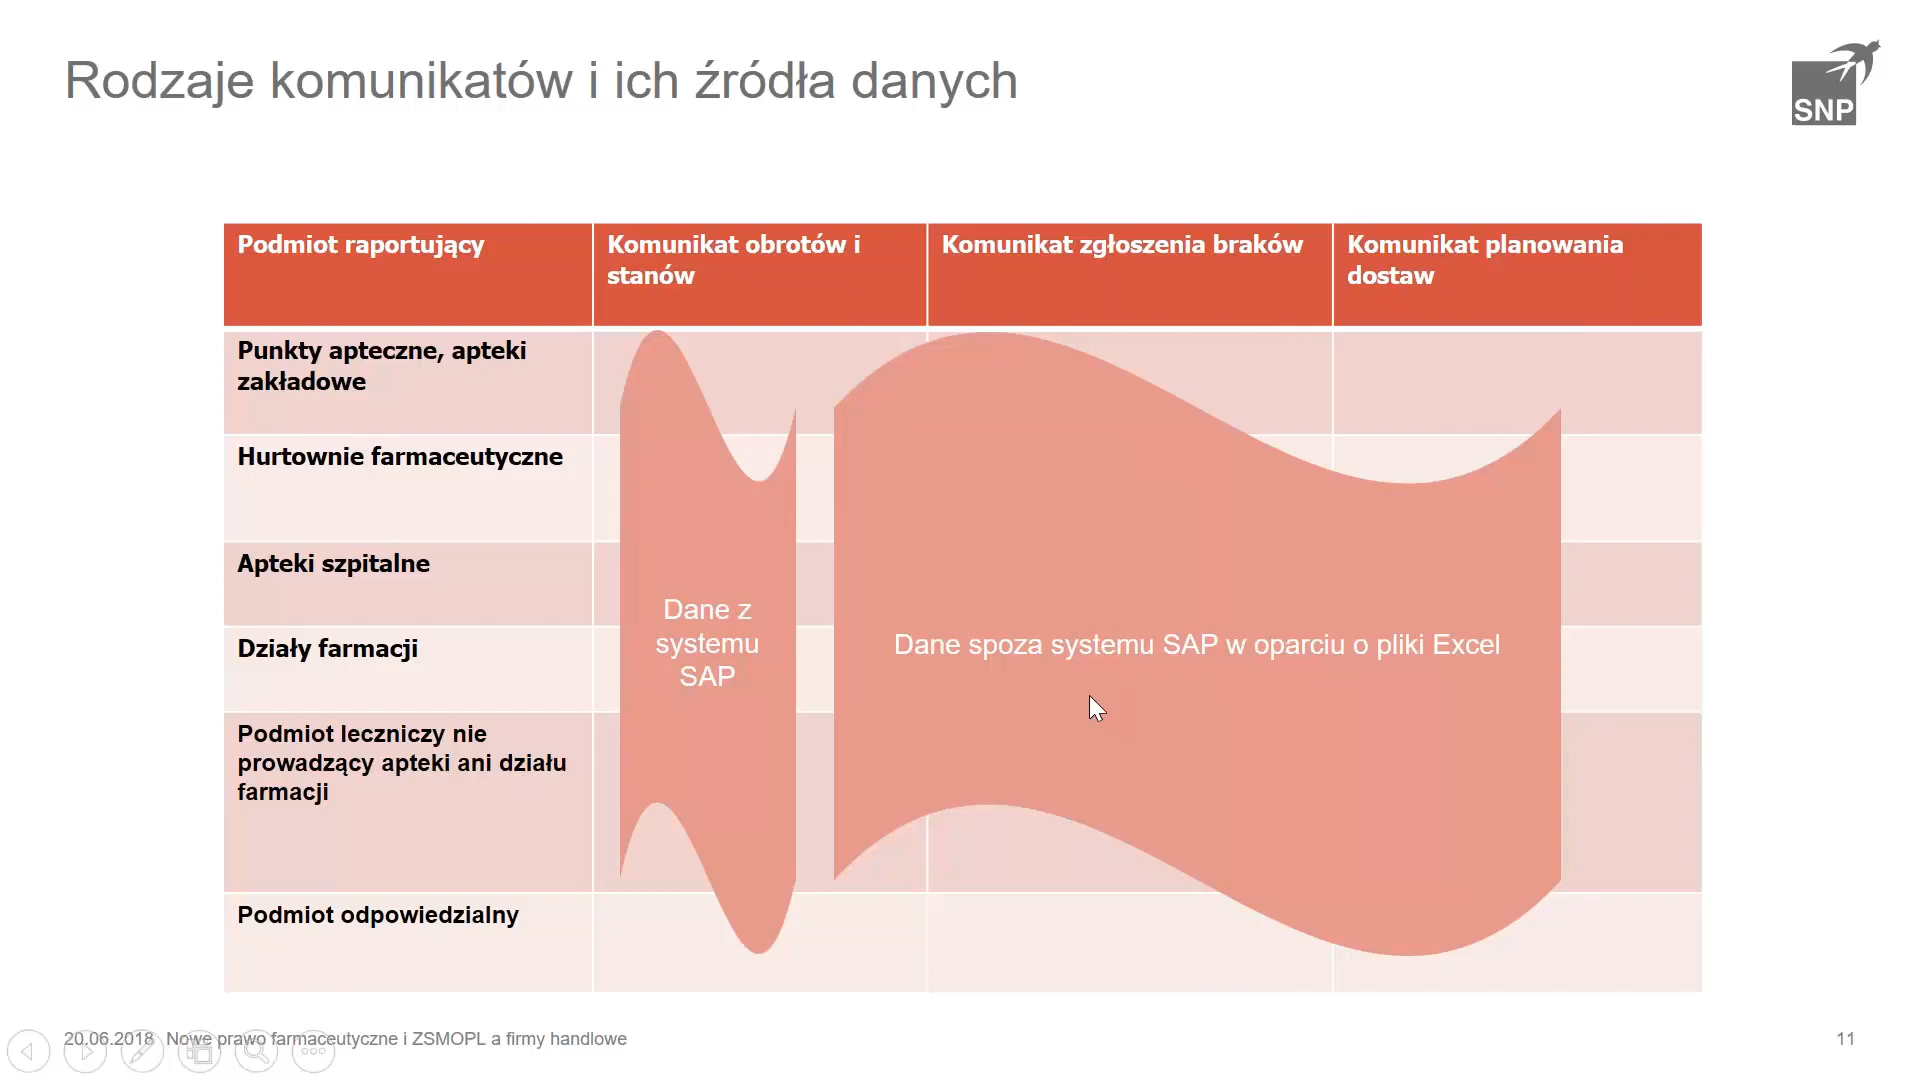 Rodzaje komunikatów i ich źródła danych
SNP
Podmiot raportujący
Komunikat obrotów i
stanów
Komunikat zgłoszenia braków
Komunikat planowania
dostaw
Punkty apteczne, apteki
zakładowe
Hurtownie farmaceutyczne
Apteki szpitalne
Działy farmacji
Podmiot leczniczy nie
prowadzący apteki ani działu
farmacji
Podmiot odpowiedzialny
Dane z
systemu
SAP
Dane spoza systemu SAP w oparciu o pliki Excel
20.06.2018 Nowe prawo farmaceutyczne i ZSMOPL a firmy handlowe
11